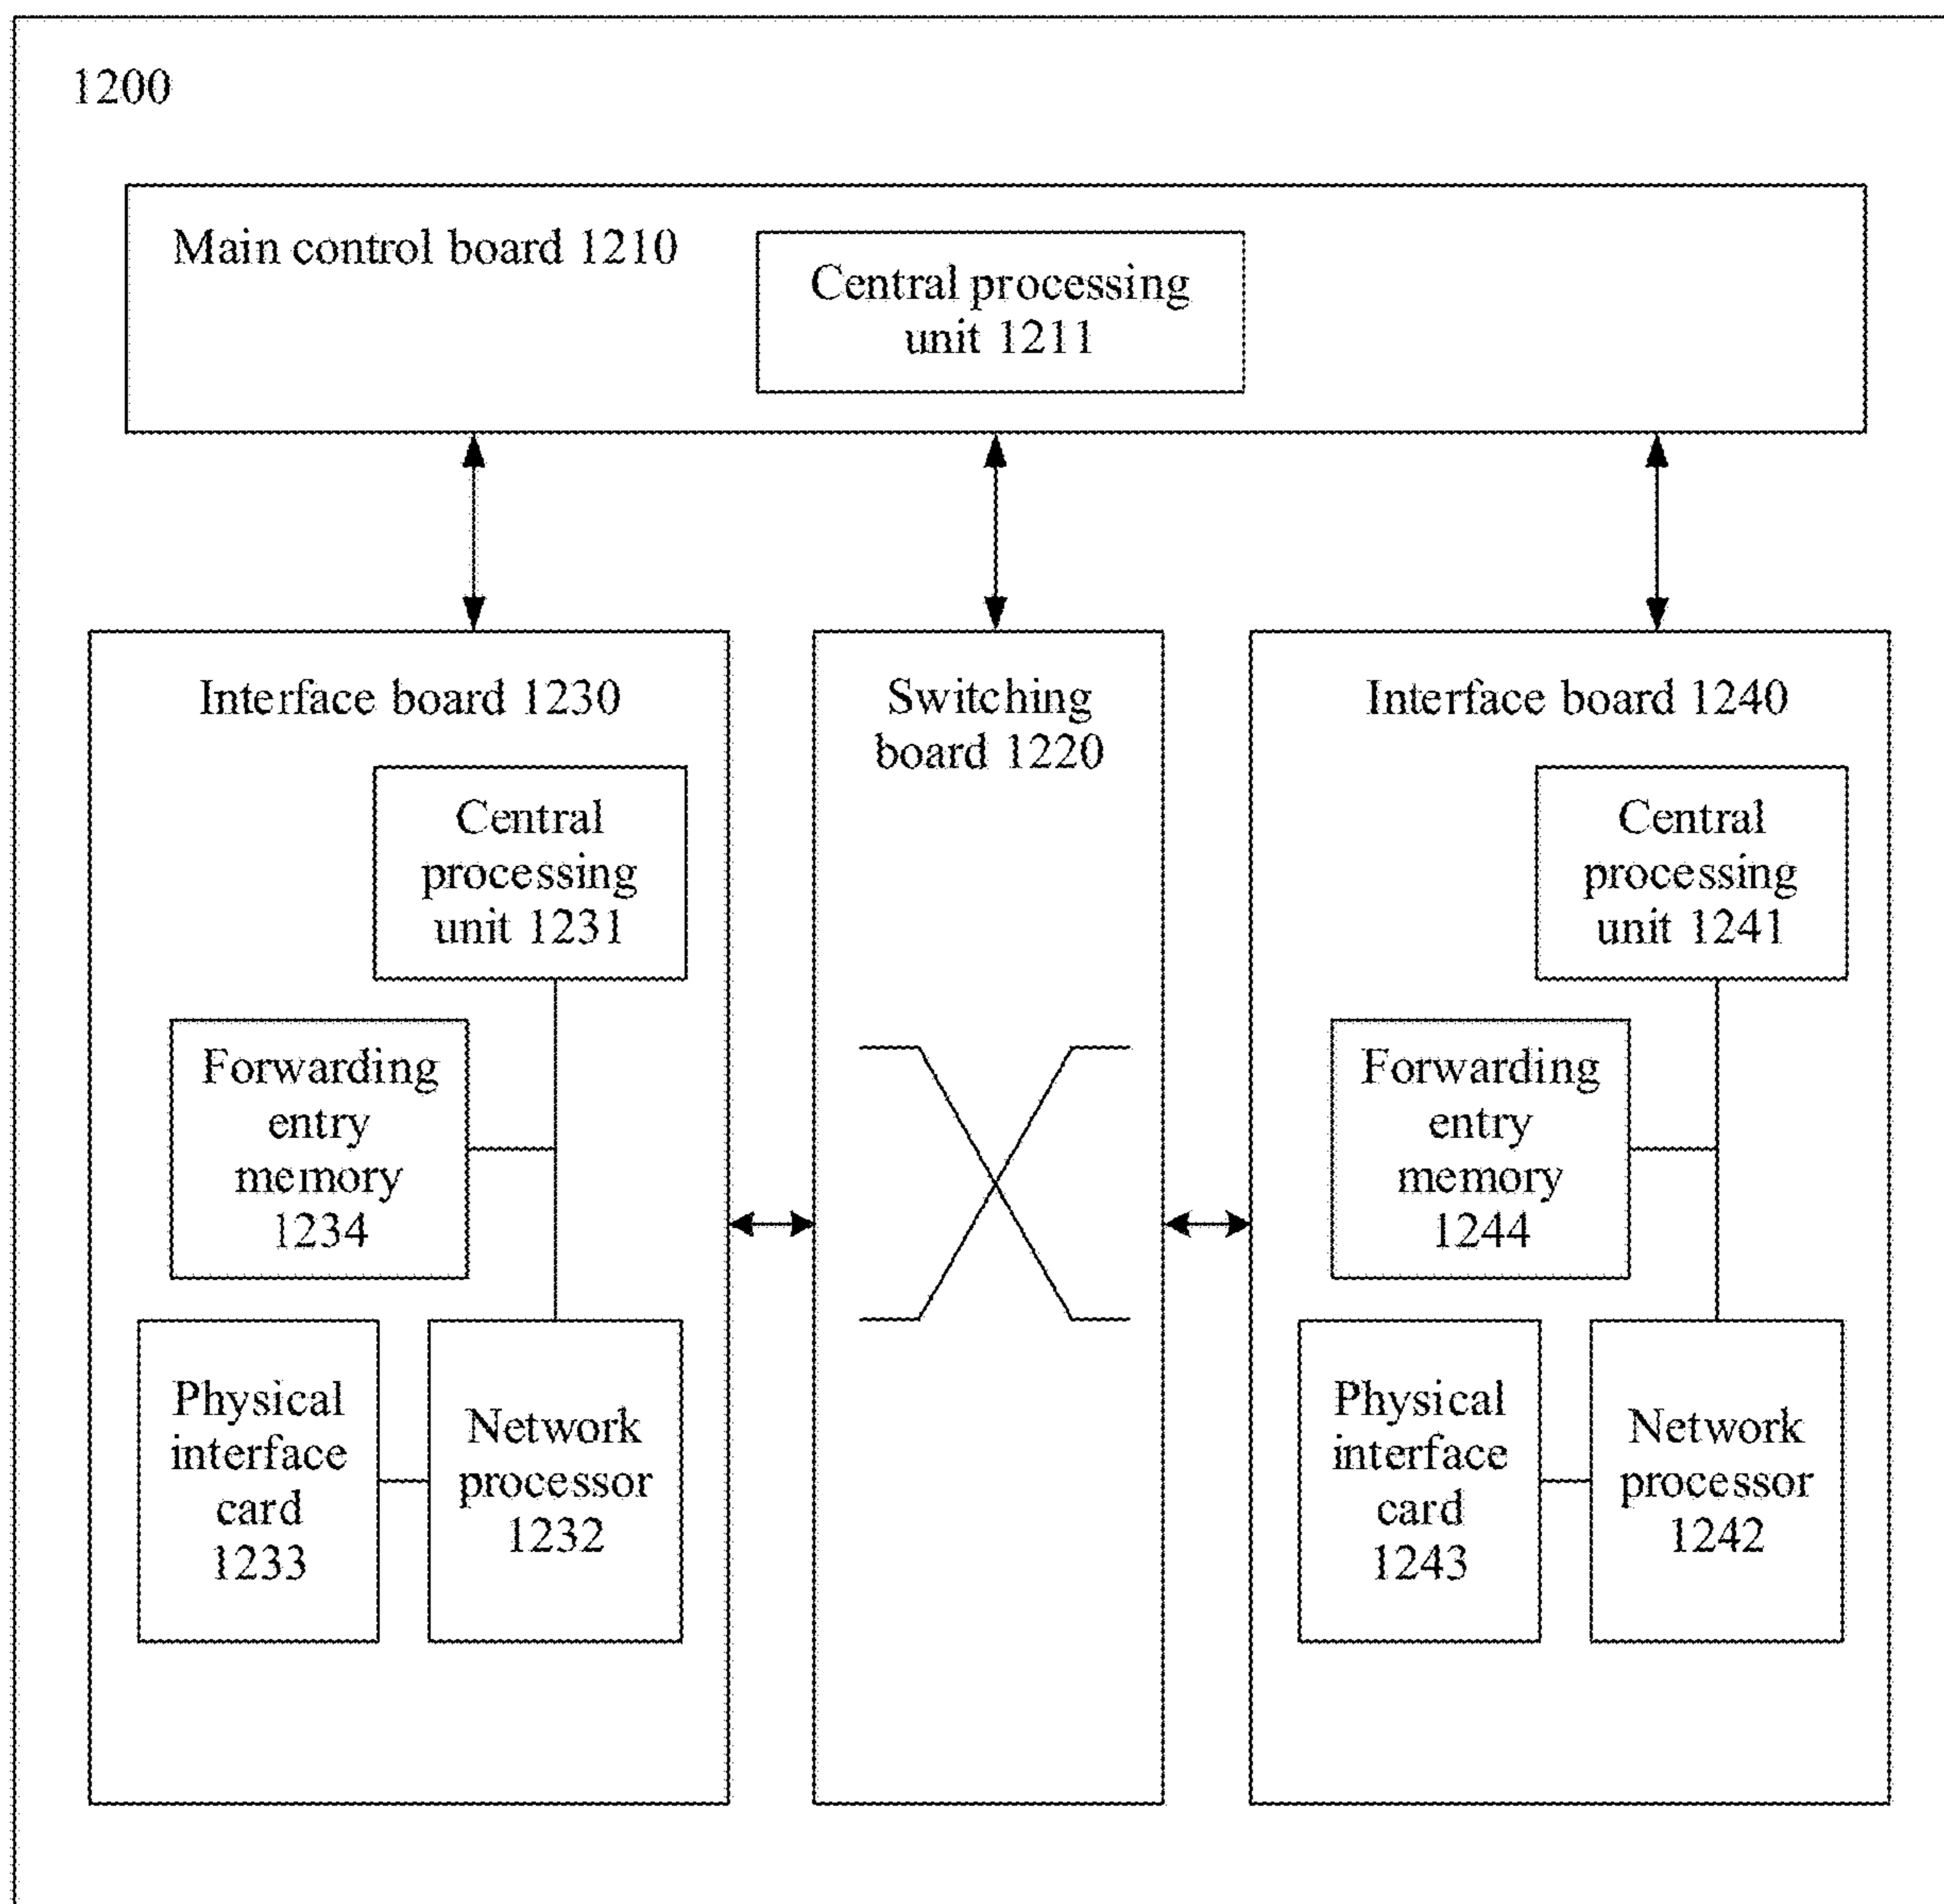 1200
Main control board 1210
Central processing
unit 1211
Interface board 1230
Central
processing
unit 1231
Forwarding
entry
memory
1234
Physical
interface
card
1233
Network
processor
1232
Switching
board 1220
Interface board 1240
Central
processing
unit 1241
Forwarding
entry
memory
1244
Physical
interface
card
1243
Network
processor
1242